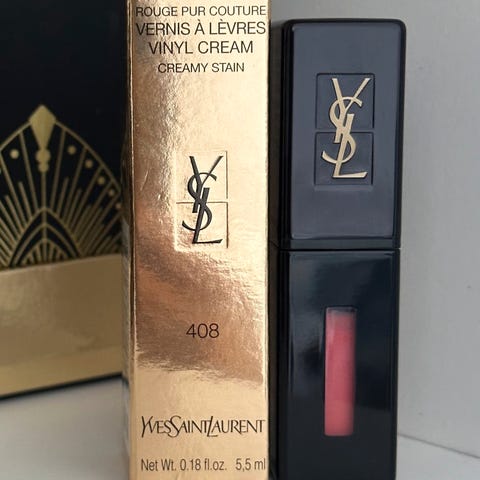 ROUGE PUR COUTURE
VERNIS À LÈVRES
VINYL CREAM
CREAMY STAIN
YSL
408
YVESSAINTLAURENT
Net Wt. 0.18 fl.oz. 5,5 ml
YSL